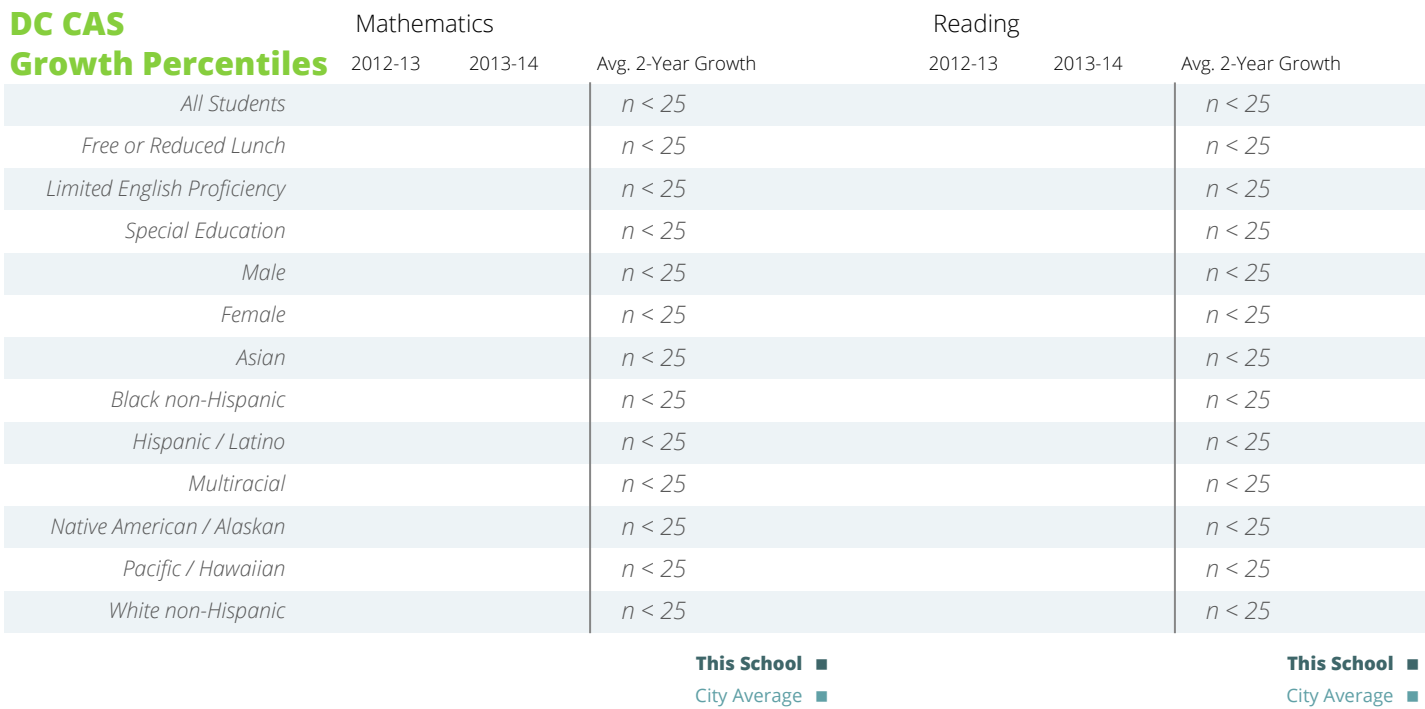 DC CAS
Growth Percentiles
Mathematics Reading
2012-13 2013-14 Avg. 2-Year Growth 2012-13 2013-14 Avg. 2-Year Growth
All Students n < 25 n < 25
Free or Reduced Lunch n < 25 n < 25
Limited English Proficiency n < 25 n < 25
Special Education n < 25 n < 25
Male n < 25 n < 25
Female n < 25 n < 25
Asian n < 25 n < 25
Black non-Hispanic n < 25 n < 25
Hispanic / Latino n < 25 n < 25
Multiracial n < 25 n < 25
Native American / Alaskan n < 25 n < 25
Pacific / Hawaiian n < 25 n < 25
White non-Hispanic n < 25 n < 25
This School This School
City Average City Average